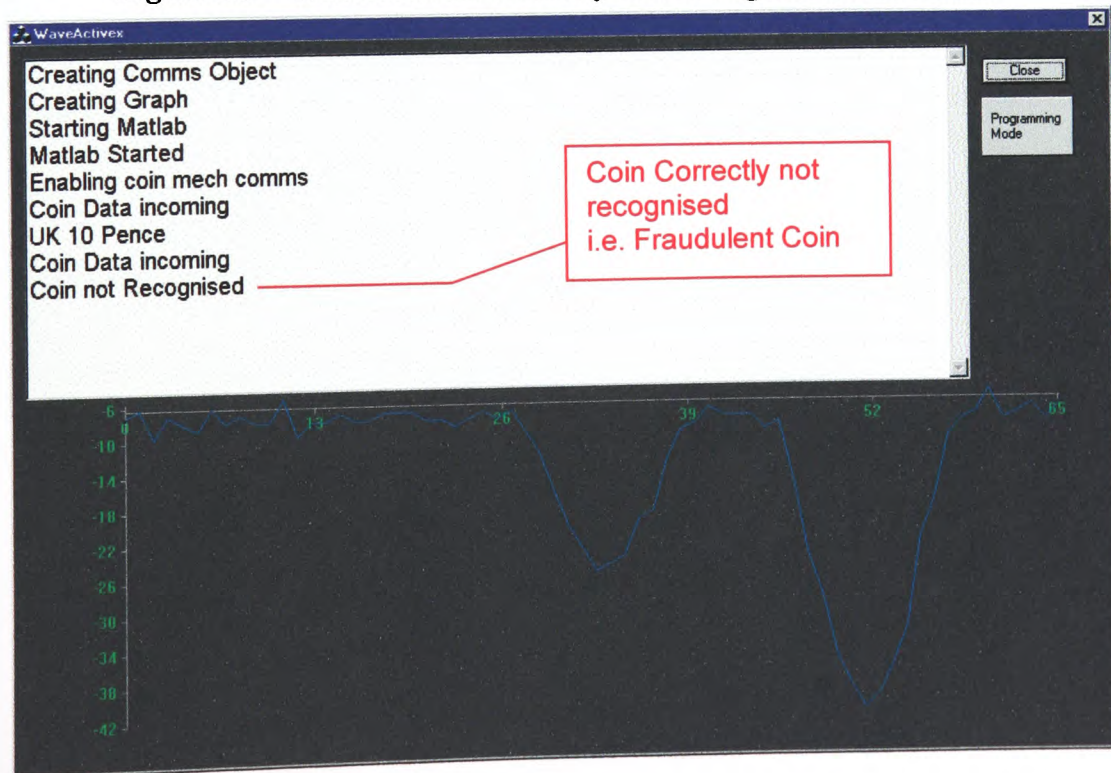 WaveActivex
Creating Comms Object
Creating Graph
Starting Matlab
Matlab Started
Enabling coin mech comms
Coin Data incoming
UK 10 Pence
Coin Data incoming
Coin not Recognised
Close
Programming
Mode
Coin Correctly not
recognised
i.e. Fraudulent Coin
-6
-10
-14
-18
-22
-26
-30
-34
-38
-42
0
13
26
39
52
65